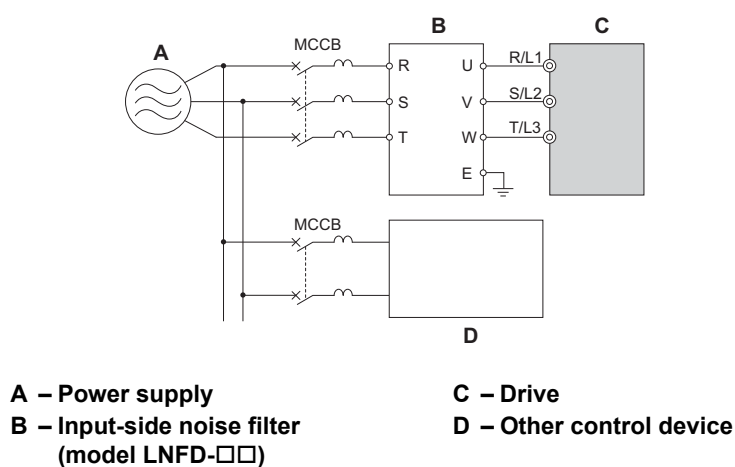 A
B
C
MCCB
R U R/L1
S V S/L2
T W T/L3
E
MCCB
D
A – Power supply
B – Input-side noise filter
(model LNFD-□□)
C – Drive
D – Other control device